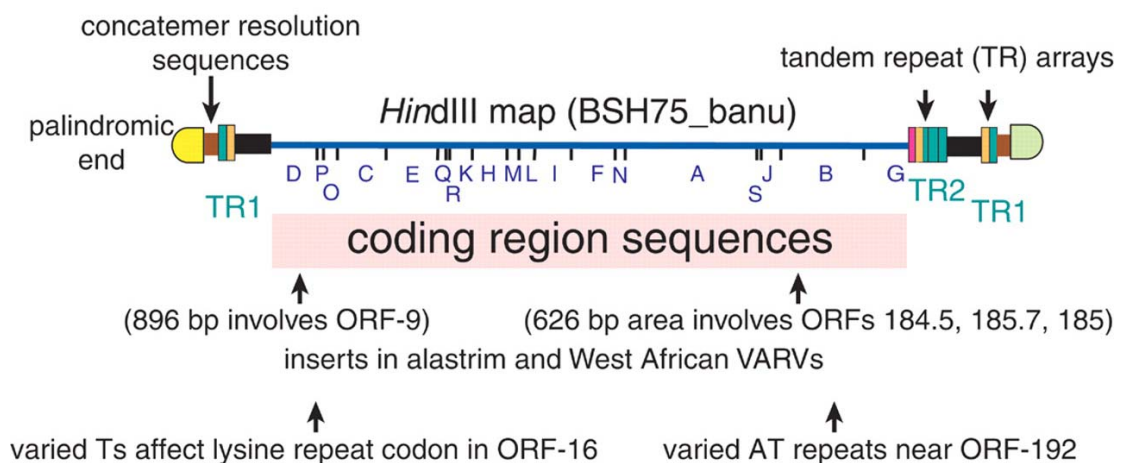 concatemer resolution
sequences
tandem repeat (TR) arrays
HindIII map (BSH75_banu)
palindromic
end
D P C E Q K H M L I F N A J B G
O R S
TR1
TR2
TR1
coding region sequences
(896 bp involves ORF-9)
(626 bp area involves ORFs 184.5, 185.7, 185)
inserts in alastrim and West African VARVs
varied Ts affect lysine repeat codon in ORF-16
varied AT repeats near ORF-192